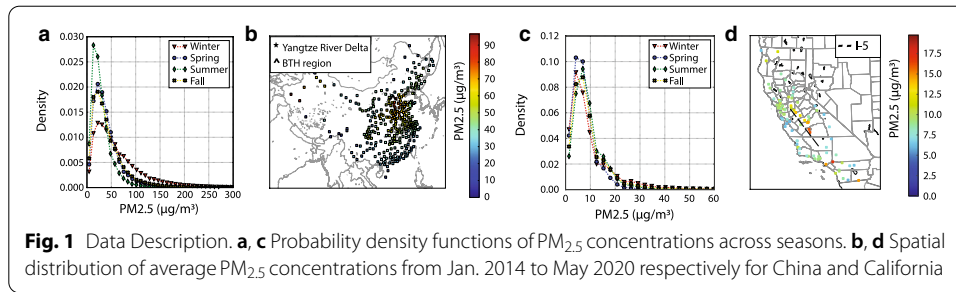 a
0.030
0.025
0.020
0.015
0.010
0.005
0.000
Density
0 50 100 150 200 250 300
PM2.5 (µg/m³)
Winter
Spring
Summer
Fall
b
Yangtze River Delta
BTH region
90
80
70
60
50
40
30
20
10
0
PM2.5 (µg/m³)
c
0.12
0.10
0.08
0.06
0.04
0.02
0.00
Density
0 10 20 30 40 50 60
PM2.5 (µg/m³)
Winter
Spring
Summer
Fall
d
I-5
17.5
15.0
12.5
10.0
7.5
5.0
2.5
0.0
PM2.5 (µg/m³)
Fig. 1 Data Description. a, c Probability density functions of PM2.5 concentrations across seasons. b, d Spatial
distribution of average PM2.5 concentrations from Jan. 2014 to May 2020 respectively for China and California